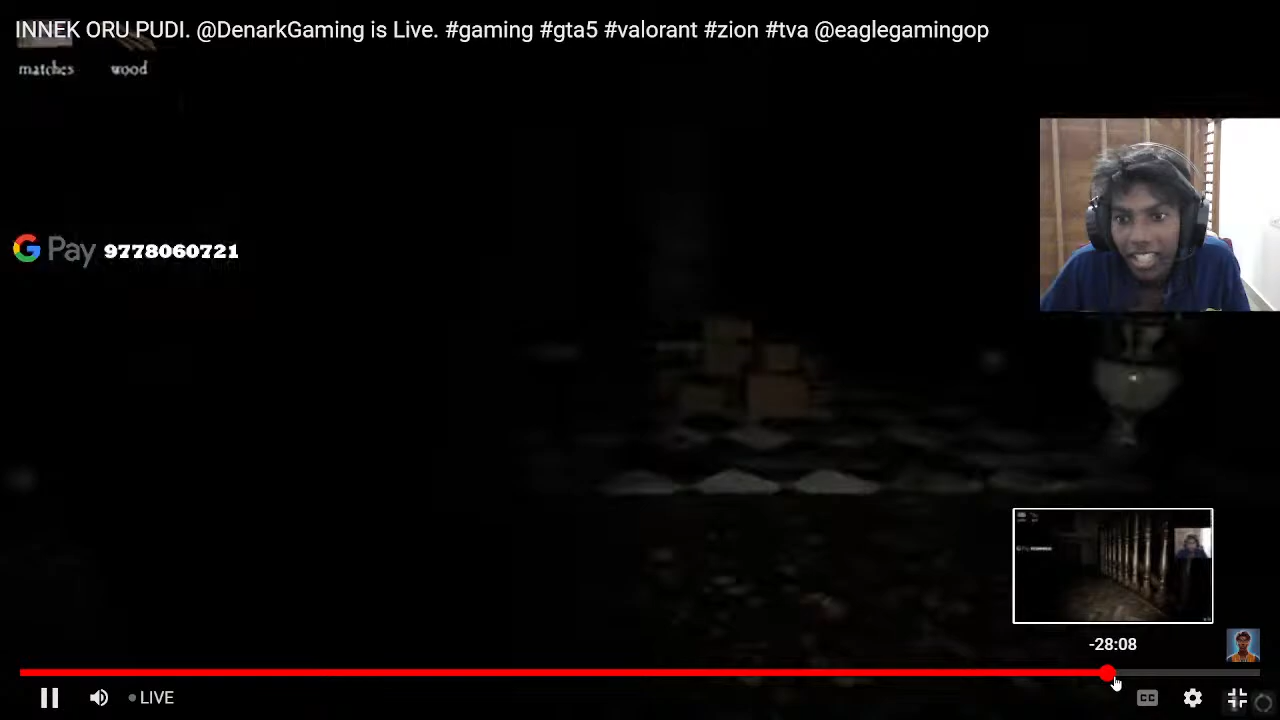 INNEK ORU PUDI. @DenarkGaming is Live. #gaming #gta5 #valorant #zion #tva @eaglegamingop
matches wood
G Pay 9778060721
-28:08
LIVE
CC